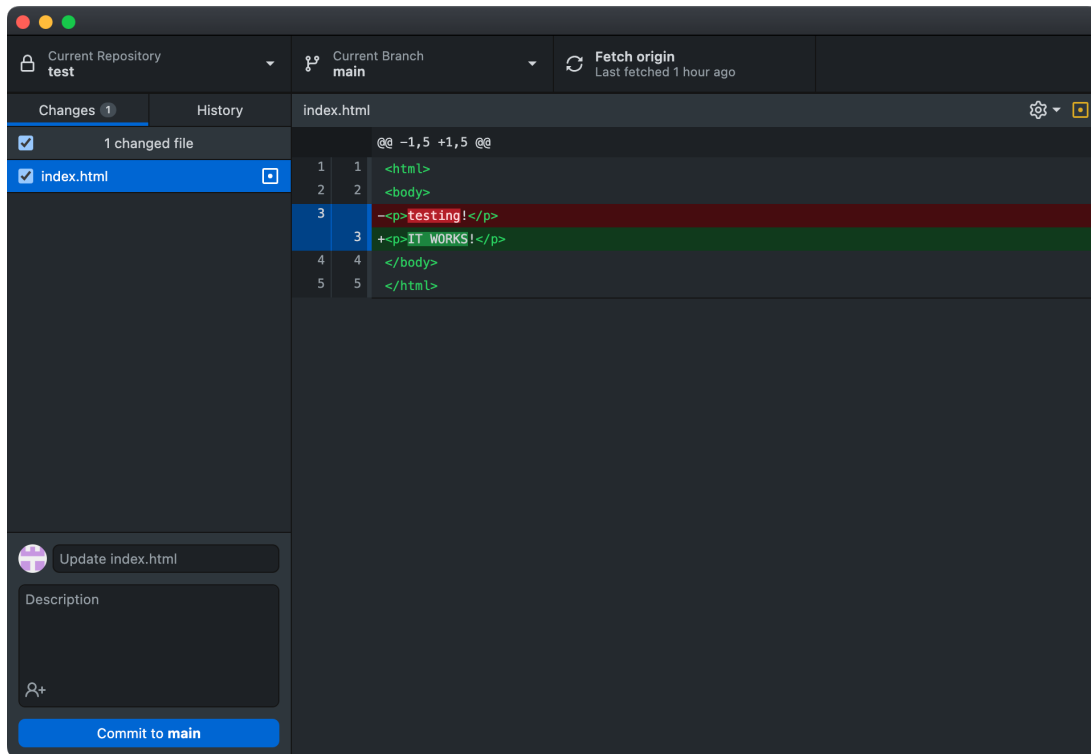 Current Repository
test
Current Branch
main
Fetch origin
Last fetched 1 hour ago
Changes 1
History
index.html
1 changed file
index.html
@@ -1,5 +1,5 @@
1 1 <html>
2 2 <body>
3 -<p>testing!</p>
3 +<p>IT WORKS!</p>
4 4 </body>
5 5 </html>
Update index.html
Description
Commit to main